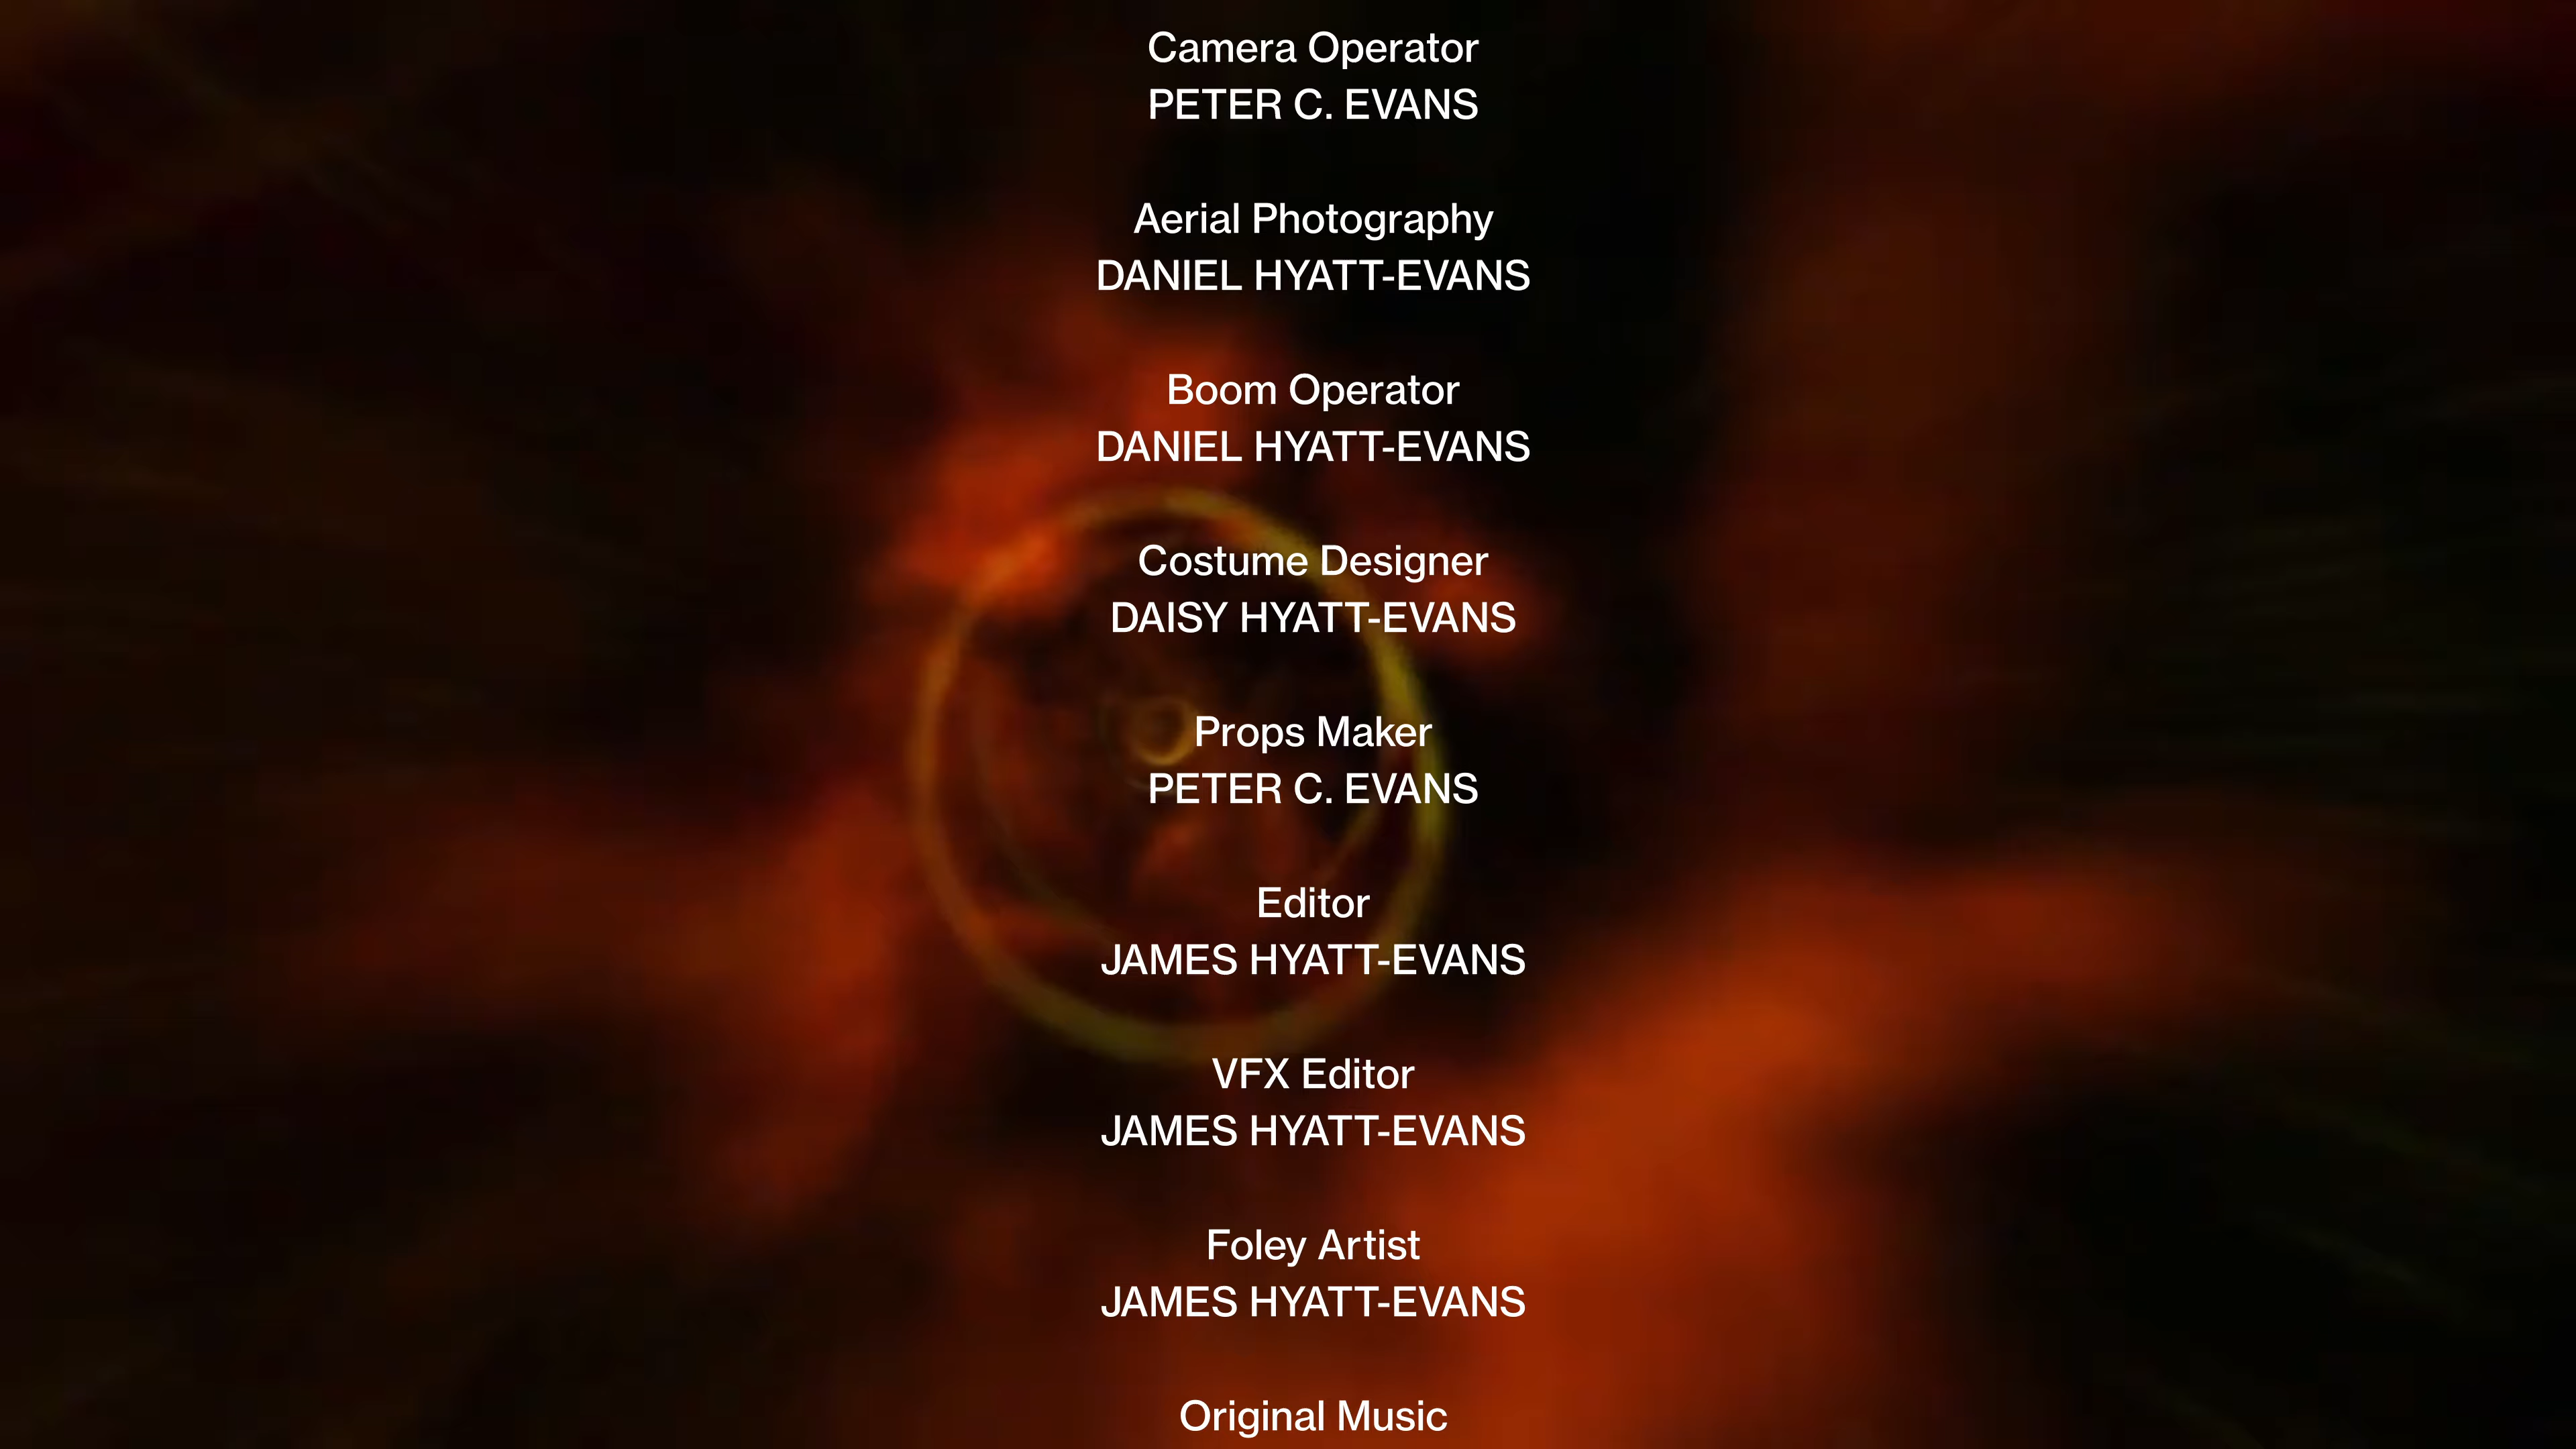 Camera Operator
PETER C. EVANS
Aerial Photography
DANIEL HYATT-EVANS
Boom Operator
DANIEL HYATT-EVANS
Costume Designer
DAISY HYATT-EVANS
Props Maker
PETER C. EVANS
Editor
JAMES HYATT-EVANS
VFX Editor
JAMES HYATT-EVANS
Foley Artist
JAMES HYATT-EVANS
Original Music